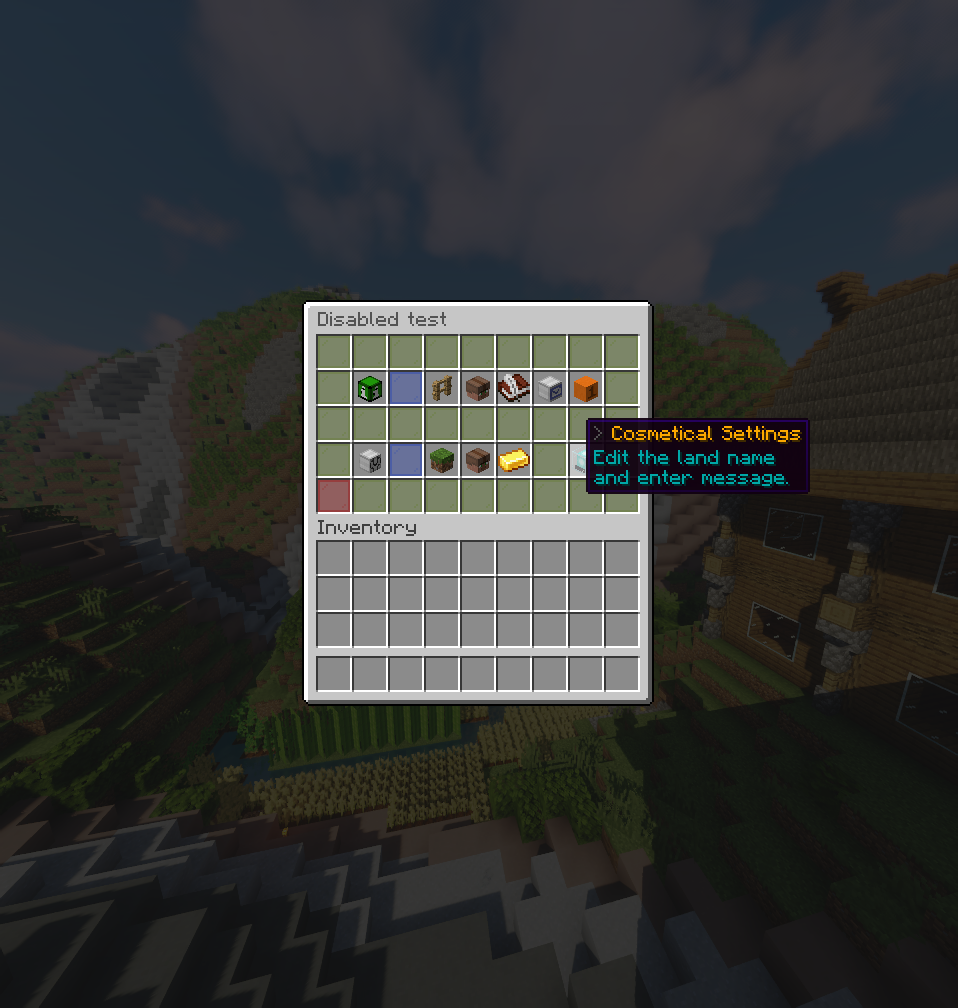 Disabled test
> Cosmetical Settings
Edit the land name
and enter message.
Inventory